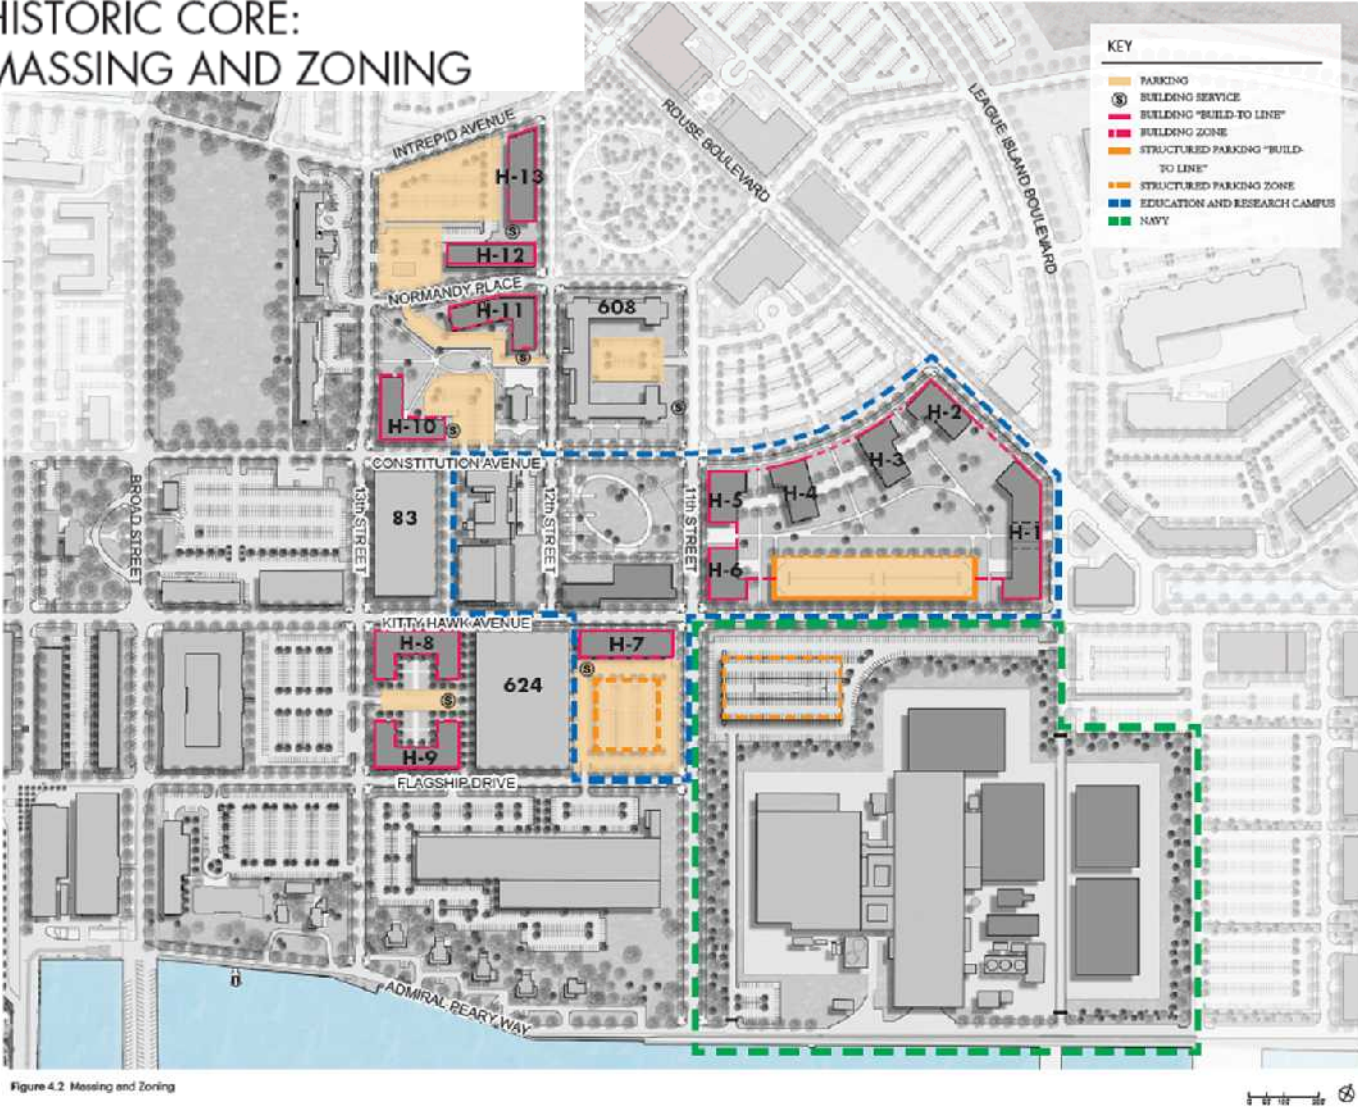 HISTORIC CORE:
MASSING AND ZONING
KEY
PARKING
Ⓢ BUILDING SERVICE
BUILDING "BUILD-TO LINE"
BUILDING ZONE
STRUCTURED PARKING "BUILD-
TO LINE"
STRUCTURED PARKING ZONE
EDUCATION AND RESEARCH CAMPUS
NAVY
INTREPID AVENUE
ROUSE BOULEVARD
LEAGUE ISLAND BOULEVARD
H-13
S
H-12
NORMANDY PLACE
H-11
608
S
S
H-10
S
H-2
H-3
CONSTITUTION AVENUE
BROAD STREET
13th STREET
83
12th STREET
11th STREET
H-5
H-4
H-1
H-6
KITTY HAWK AVENUE
H-8
H-7
S
624
S
H-9
FLAGSHIP DRIVE
ADMIRAL PEARY WAY
Figure 4.2 Massing and Zoning